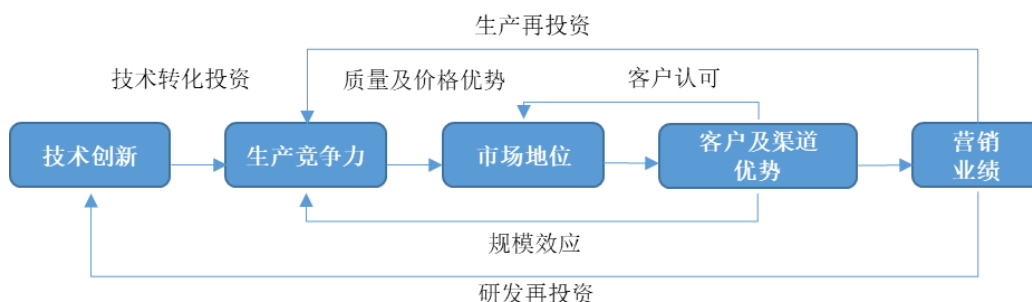 生产再投资
技术转化投资
质量及价格优势
客户认可
技术创新
生产竞争力
市场地位
客户及渠道
优势
营销
业绩
规模效应
研发再投资